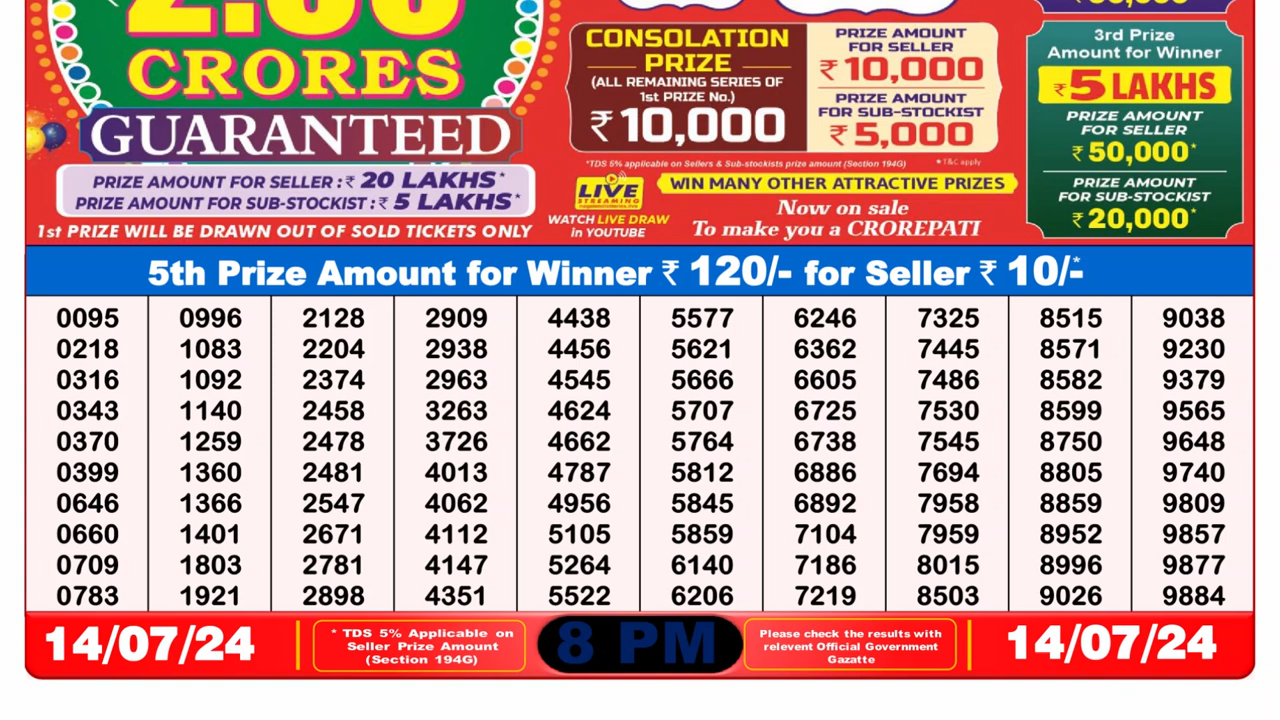 CRORES
GUARANTEED
PRIZE AMOUNT FOR SELLER : ₹ 20 LAKHS*
PRIZE AMOUNT FOR SUB-STOCKIST : ₹ 5 LAKHS*
1st PRIZE WILL BE DRAWN OUT OF SOLD TICKETS ONLY
CONSOLATION
PRIZE
(ALL REMAINING SERIES OF
1st PRIZE No.)
₹ 10,000
PRIZE AMOUNT
FOR SELLER
₹ 10,000
PRIZE AMOUNT
FOR SUB-STOCKIST
₹ 5,000
*TDS 5% applicable on Sellers & Sub-stockists prize amount (Section 194G)
★T&C apply
LIVE
STREAMING
WATCH LIVE DRAW
in YOUTUBE
WIN MANY OTHER ATTRACTIVE PRIZES
Now on sale
To make you a CROREPATI
3rd Prize
Amount for Winner
₹ 5 LAKHS
PRIZE AMOUNT
FOR SELLER
₹ 50,000*
PRIZE AMOUNT
FOR SUB-STOCKIST
₹ 20,000*
5th Prize Amount for Winner ₹ 120/- for Seller ₹ 10/-*
0095 0996 2128 2909 4438 5577 6246 7325 8515 9038
0218 1083 2204 2938 4456 5621 6362 7445 8571 9230
0316 1092 2374 2963 4545 5666 6605 7486 8582 9379
0343 1140 2458 3263 4624 5707 6725 7530 8599 9565
0370 1259 2478 3726 4662 5764 6738 7545 8750 9648
0399 1360 2481 4013 4787 5812 6886 7694 8805 9740
0646 1366 2547 4062 4956 5845 6892 7958 8859 9809
0660 1401 2671 4112 5105 5859 7104 7959 8952 9857
0709 1803 2781 4147 5264 6140 7186 8015 8996 9877
0783 1921 2898 4351 5522 6206 7219 8503 9026 9884
14/07/24
* TDS 5% Applicable on
Seller Prize Amount
(Section 194G)
8 PM
Please check the results with
relevent Official Government
Gazatte
14/07/24